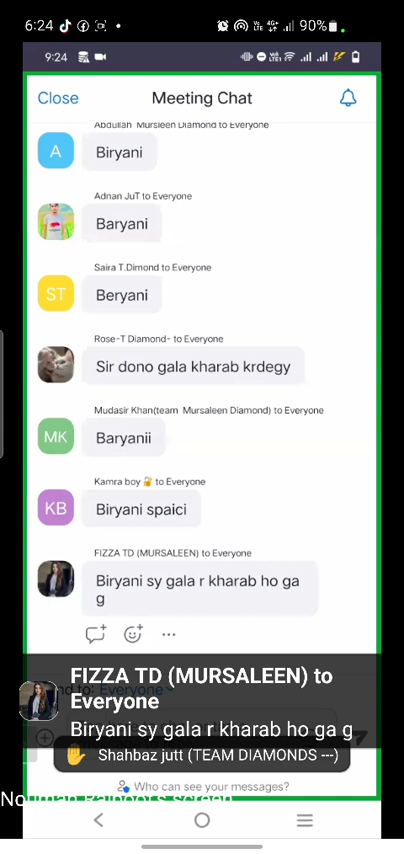 6:24
90%
9:24
Close
Meeting Chat
Abdullah Mursleen Diamond to Everyone
A
Biryani
Adnan JuT to Everyone
Baryani
Saira T.Dimond to Everyone
ST
Beryani
Rose-T Diamond- to Everyone
Sir dono gala kharab krdegy
Mudasir Khan(team Mursaleen Diamond) to Everyone
MK
Baryanii
Kamra boy 🔐 to Everyone
KB
Biryani spaici
FIZZA TD (MURSALEEN) to Everyone
Biryani sy gala r kharab ho ga
g
FIZZA TD (MURSALEEN) to
Everyone
Biryani sy gala r kharab ho ga g
Shahbaz jutt (TEAM DIAMONDS ---)
Who can see your messages?